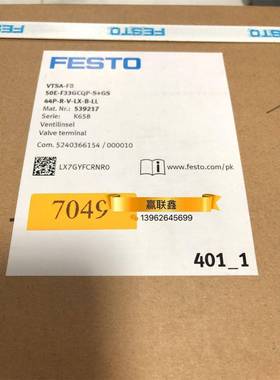 FESTO
VTSA-FB
50E-F33GCQP-S+GS
44P-R-V-LX-B-LL
Mat. Nr.: 539217
Serie: K658
Ventilinsel
Valve terminal
Com. 5240366154 / 000010
LX7GYFCRNR0
www.festo.com/pk
7049
赢联鑫
13962645699
401_1